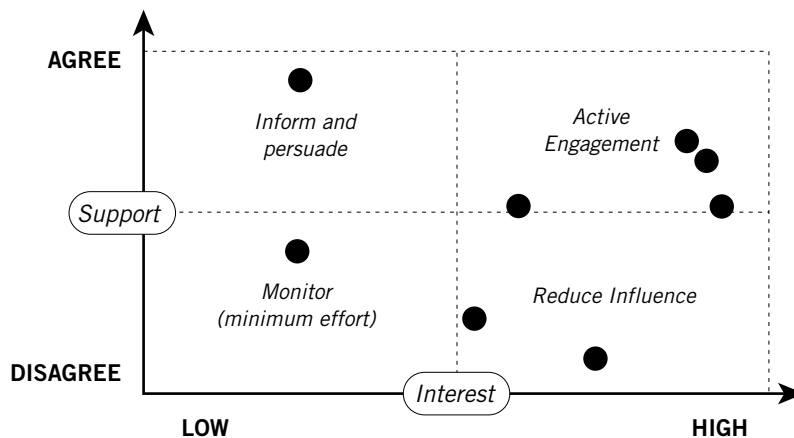 AGREE
Inform and
persuade
Active
Engagement
Support
Monitor
(minimum effort)
Reduce Influence
DISAGREE
Interest
LOW
HIGH